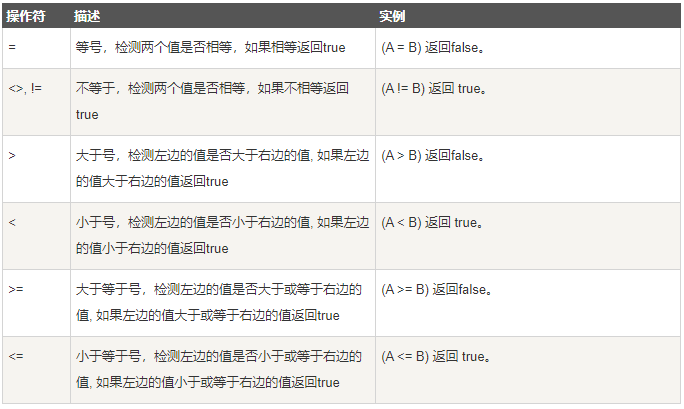 操作符 描述 实例
= 等号，检测两个值是否相等，如果相等返回true (A = B) 返回false。
<>, != 不等于，检测两个值是否相等，如果不相等返回 (A != B) 返回 true。
true
> 大于号，检测左边的值是否大于右边的值, 如果左边 (A > B) 返回false。
的值大于右边的值返回true
< 小于号，检测左边的值是否小于右边的值, 如果左边 (A < B) 返回 true。
的值小于右边的值返回true
>= 大于等于号，检测左边的值是否大于或等于右边的 (A >= B) 返回false。
值, 如果左边的值大于或等于右边的值返回true
<= 小于等于号，检测左边的值是否小于或等于右边的 (A <= B) 返回 true。
值, 如果左边的值小于或等于右边的值返回true